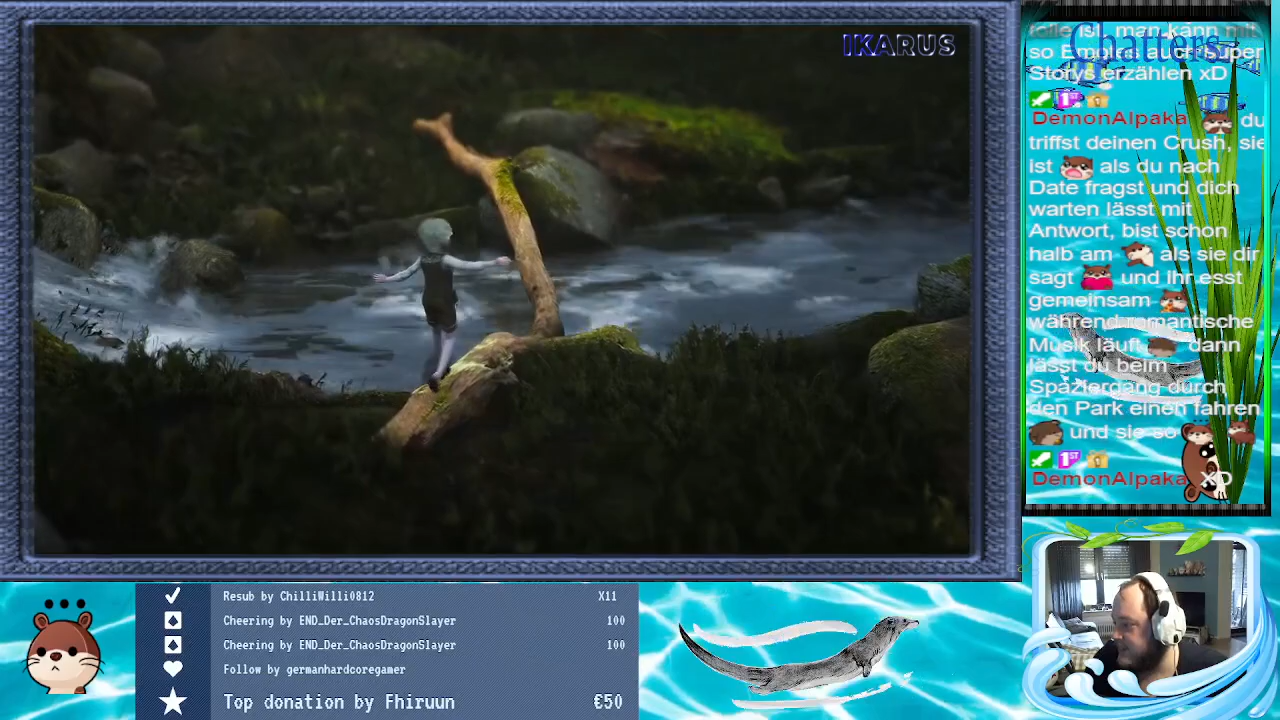 IKARUS
Chatters
so Emotes auch super
Storys erzählen xD
DemonAlpaka du
triffst deinen Crush, sie
ist als du nach
Date fragst und dich
warten lässt mit
Antwort, bist schon
halb am als sie dir
sagt und ihr esst
gemeinsam
während romantische
Musik läuft dann
lässt du beim
Spaziergang durch
den Park einen fahren
und sie so
DemonAlpaka XD
Resub by ChilliWilli0812 X11
Cheering by END_Der_ChaosDragonSlayer 100
Cheering by END_Der_ChaosDragonSlayer 100
Follow by germanhardcoregamer
Top donation by Fhiruun €50